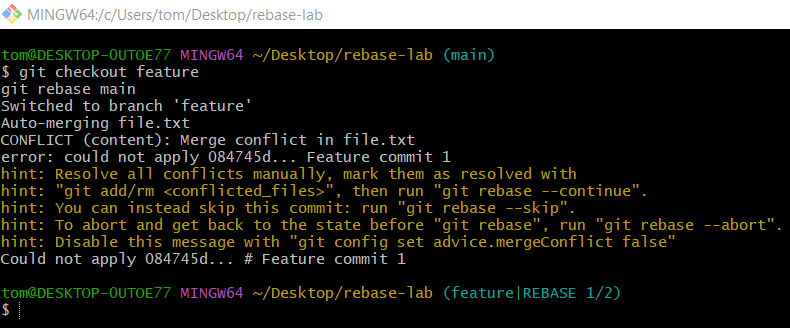 MINGW64:/c/Users/tom/Desktop/rebase-lab
tom@DESKTOP-OUTOE77 MINGW64 ~/Desktop/rebase-lab (main)
$ git checkout feature
git rebase main
Switched to branch 'feature'
Auto-merging file.txt
CONFLICT (content): Merge conflict in file.txt
error: could not apply 084745d... Feature commit 1
hint: Resolve all conflicts manually, mark them as resolved with
hint: "git add/rm <conflicted_files>", then run "git rebase --continue".
hint: You can instead skip this commit: run "git rebase --skip".
hint: To abort and get back to the state before "git rebase", run "git rebase --abort".
hint: Disable this message with "git config set advice.mergeConflict false"
Could not apply 084745d... # Feature commit 1
tom@DESKTOP-OUTOE77 MINGW64 ~/Desktop/rebase-lab (feature|REBASE 1/2)
$